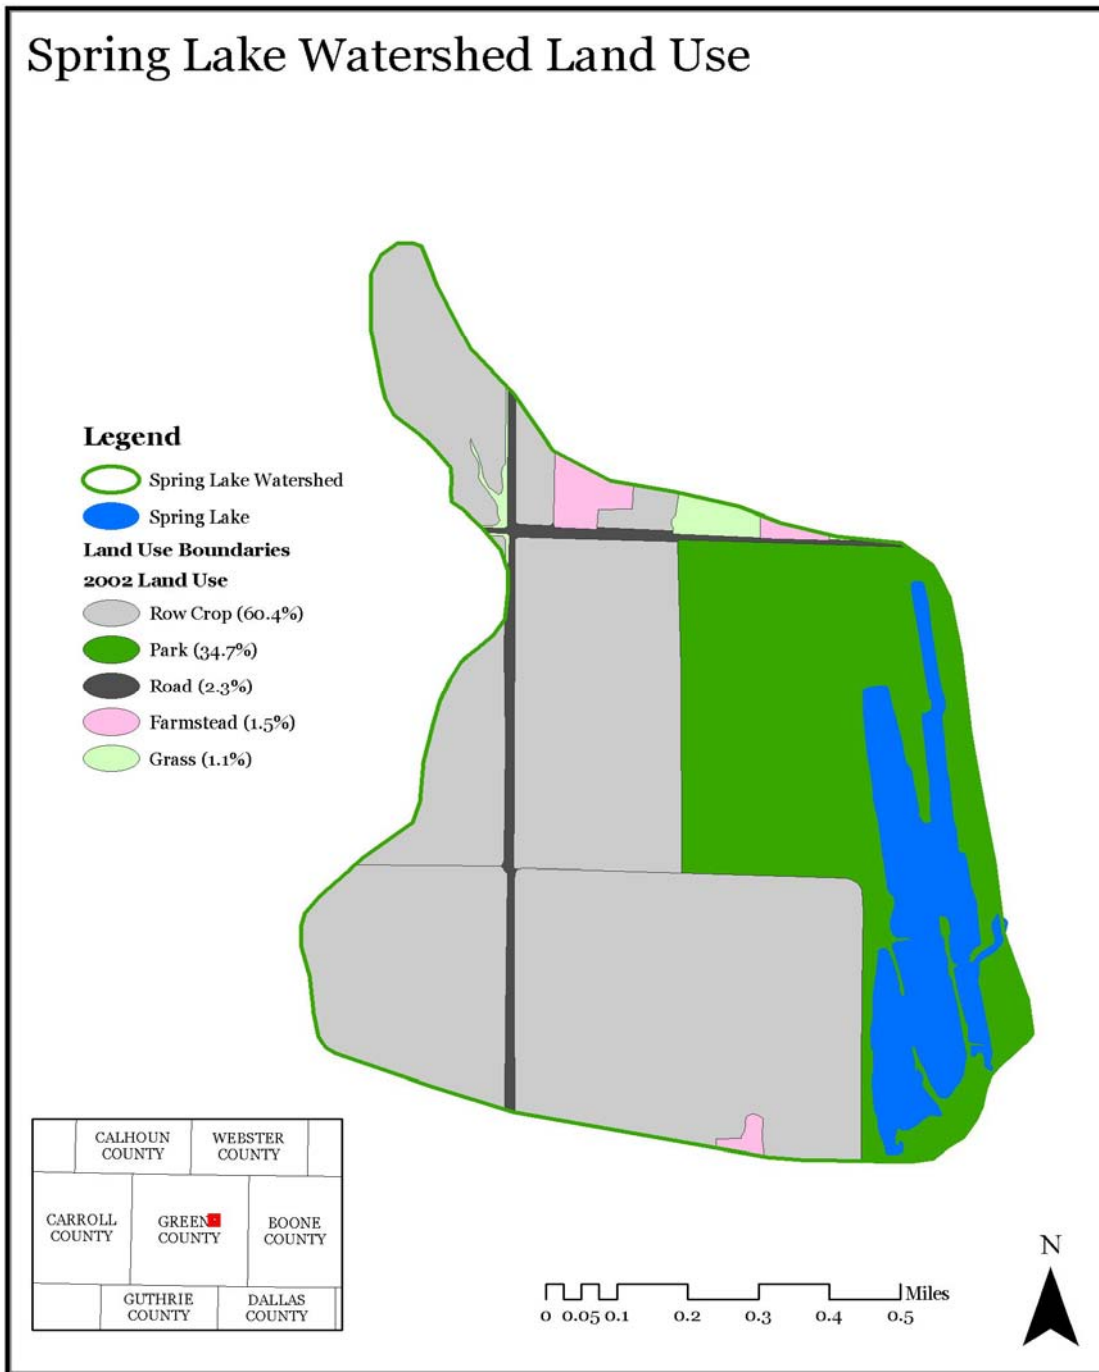 Spring Lake Watershed Land Use
Legend
Spring Lake Watershed
Spring Lake
Land Use Boundaries
2002 Land Use
Row Crop (60.4%)
Park (34.7%)
Road (2.3%)
Farmstead (1.5%)
Grass (1.1%)
CALHOUN
COUNTY
WEBSTER
COUNTY
CARROLL
COUNTY
GREEN
COUNTY
BOONE
COUNTY
GUTHRIE
COUNTY
DALLAS
COUNTY
N
Miles
0 0.05 0.1 0.2 0.3 0.4 0.5